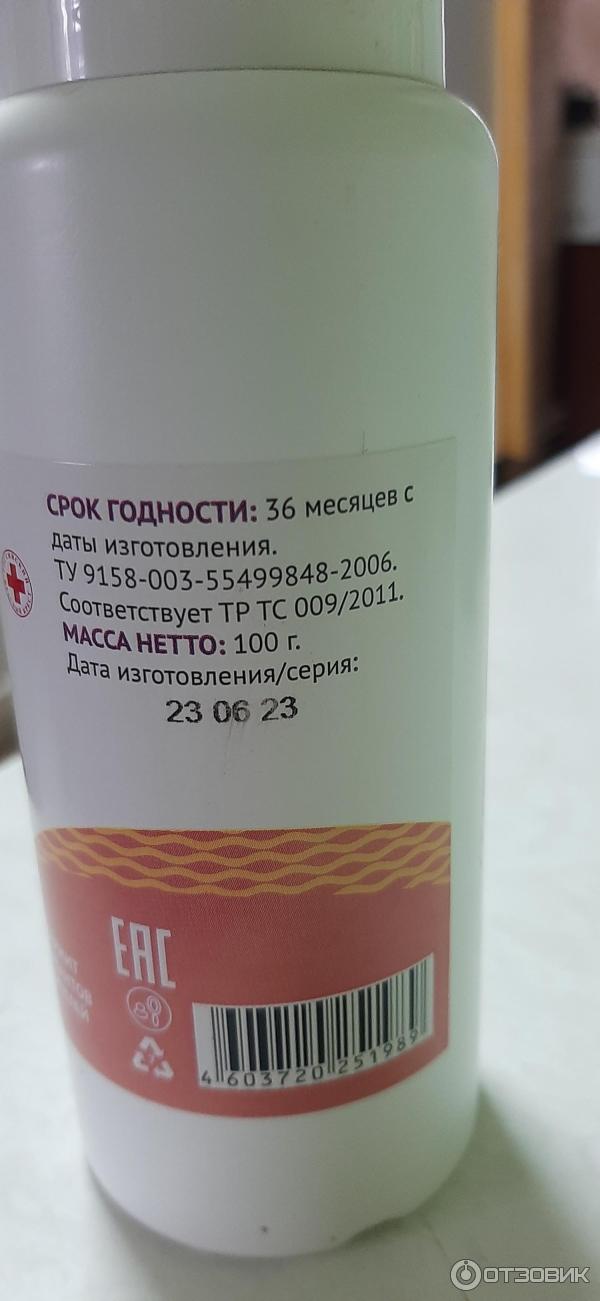 СРОК ГОДНОСТИ: 36 месяцев с
даты изготовления.
ТУ 9158-003-55499848-2006.
Соответствует ТР ТС 009/2011.
МАССА НЕТТО: 100 г.
Дата изготовления/серия:
23 06 23
EAC
4 603720 251989
ОТЗОВИК